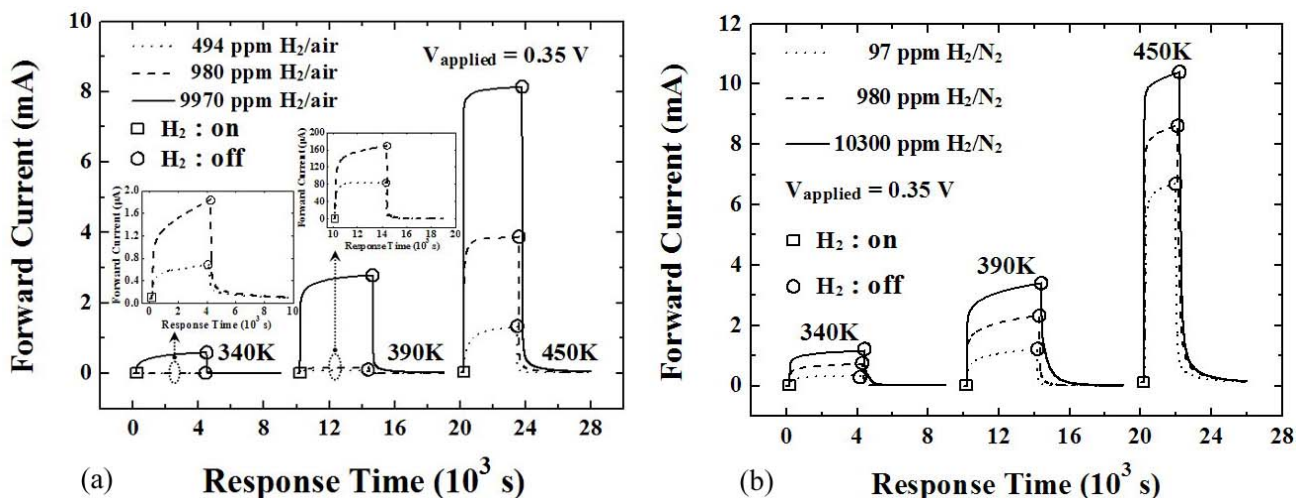 10
8
6
4
2
0
Forward Current (mA)
494 ppm H₂/air
980 ppm H₂/air
9970 ppm H₂/air
H₂ : on
H₂ : off
V_applied = 0.35 V
200
160
120
80
40
0
Forward Current (μA)
10 11 12 13 14 15 16 17 18 19 20
Response Time (10³ s)
2.0
1.6
1.2
0.8
0.4
0.0
Forward Current (μA)
0 2 4 6 8 10
Response Time (10³ s)
340K
390K
450K
0 4 8 12 16 20 24 28
(a) Response Time (10³ s)
12
10
8
6
4
2
0
Forward Current (mA)
97 ppm H₂/N₂
980 ppm H₂/N₂
10300 ppm H₂/N₂
V_applied = 0.35 V
H₂ : on
H₂ : off
340K
390K
450K
0 4 8 12 16 20 24 28
(b) Response Time (10³ s)